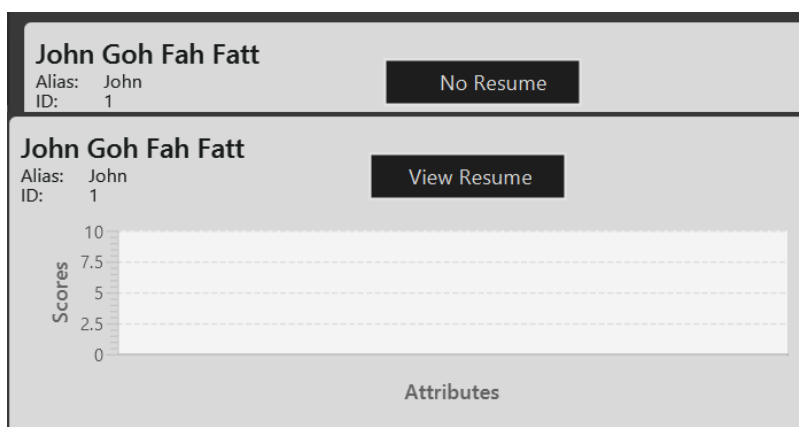 John Goh Fah Fatt
Alias: John
ID: 1
No Resume
John Goh Fah Fatt
Alias: John
ID: 1
View Resume
10
7.5
5
2.5
0
Scores
Attributes